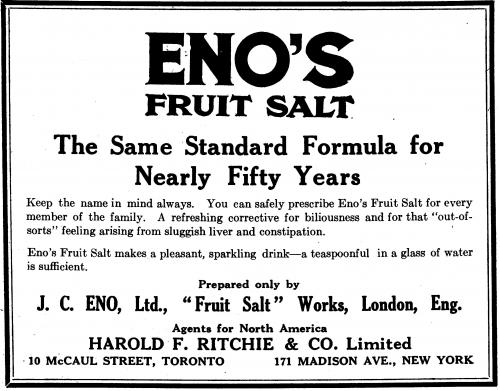 ENO'S
FRUIT SALT
The Same Standard Formula for
Nearly Fifty Years
Keep the name in mind always. You can safely prescribe Eno's Fruit Salt for every
member of the family. A refreshing corrective for biliousness and for that "out-of-
sorts" feeling arising from sluggish liver and constipation.
Eno's Fruit Salt makes a pleasant, sparkling drink—a teaspoonful in a glass of water
is sufficient.
Prepared only by
J. C. ENO, Ltd., "Fruit Salt" Works, London, Eng.
Agents for North America
HAROLD F. RITCHIE & CO. Limited
10 McCAUL STREET, TORONTO 171 MADISON AVE., NEW YORK